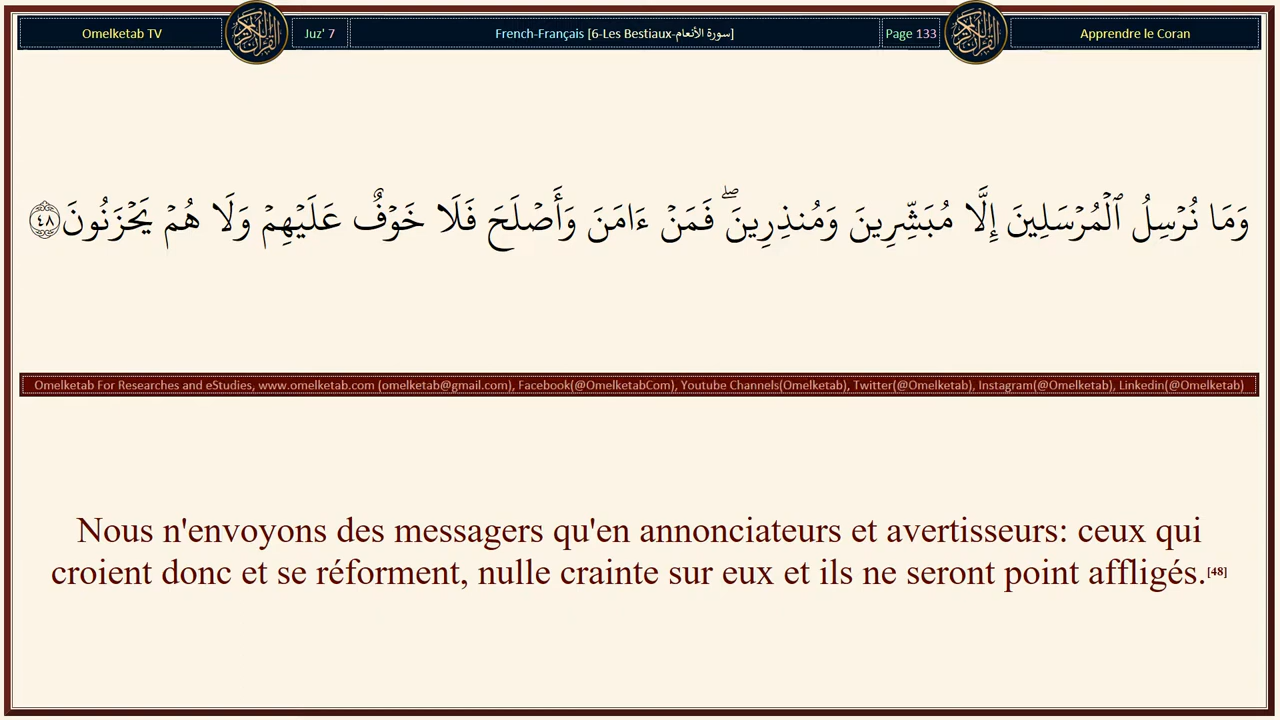 Omelketab TV
Juz' 7
French-Français [6-Les Bestiaux-سورة الأنعام]
Page 133
Apprendre le Coran
وَمَا نُرْسِلُ ٱلْمُرْسَلِينَ إِلَّا مُبَشِّرِينَ وَمُنذِرِينَ ۖ فَمَنْ ءَامَنَ وَأَصْلَحَ فَلَا خَوْفٌ عَلَيْهِمْ وَلَا هُمْ يَحْزَنُونَ ٤٨
Omelketab For Researches and eStudies, www.omelketab.com (omelketab@gmail.com), Facebook(@OmelketabCom), Youtube Channels(Omelketab), Twitter(@Omelketab), Instagram(@Omelketab), Linkedin(@Omelketab)
Nous n'envoyons des messagers qu'en annonciateurs et avertisseurs: ceux qui
croient donc et se réforment, nulle crainte sur eux et ils ne seront point affligés.[48]